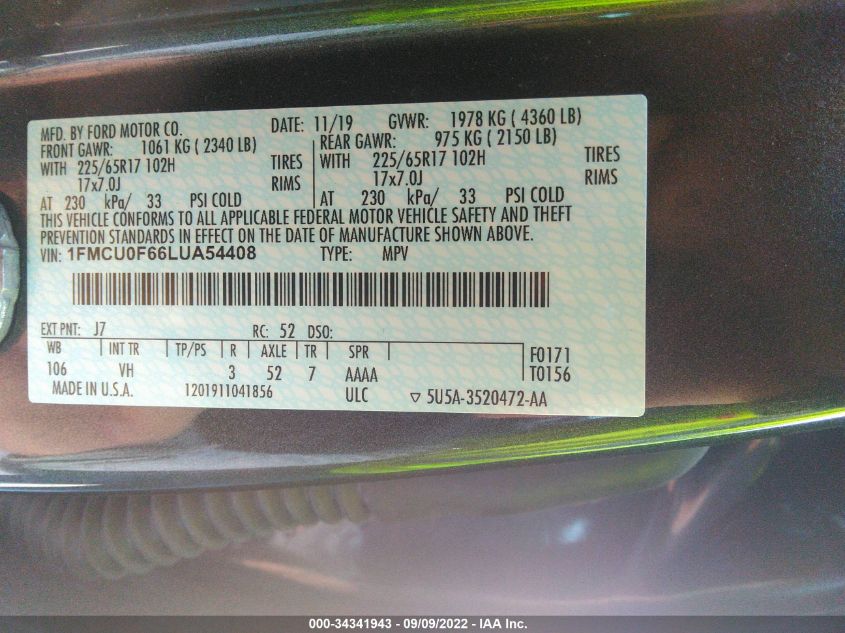 MFD. BY FORD MOTOR CO. DATE: 11/19 GVWR: 1978 KG ( 4360 LB)
FRONT GAWR: 1061 KG ( 2340 LB) REAR GAWR: 975 KG ( 2150 LB)
WITH 225/65R17 102H TIRES WITH 225/65R17 102H TIRES
17x7.0J RIMS 17x7.0J RIMS
AT 230 kPa/ 33 PSI COLD AT 230 kPa/ 33 PSI COLD
THIS VEHICLE CONFORMS TO ALL APPLICABLE FEDERAL MOTOR VEHICLE SAFETY AND THEFT
PREVENTION STANDARDS IN EFFECT ON THE DATE OF MANUFACTURE SHOWN ABOVE.
VIN: 1FMCU0F66LUA54408 TYPE: MPV
EXT PNT: J7 RC: 52 DSO:
WB INT TR TP/PS R AXLE TR SPR F0171
106 VH 3 52 7 AAAA T0156
MADE IN U.S.A. 1201911041856 ULC ▽ 5U5A-3520472-AA
000-34341943 - 09/09/2022 - IAA Inc.